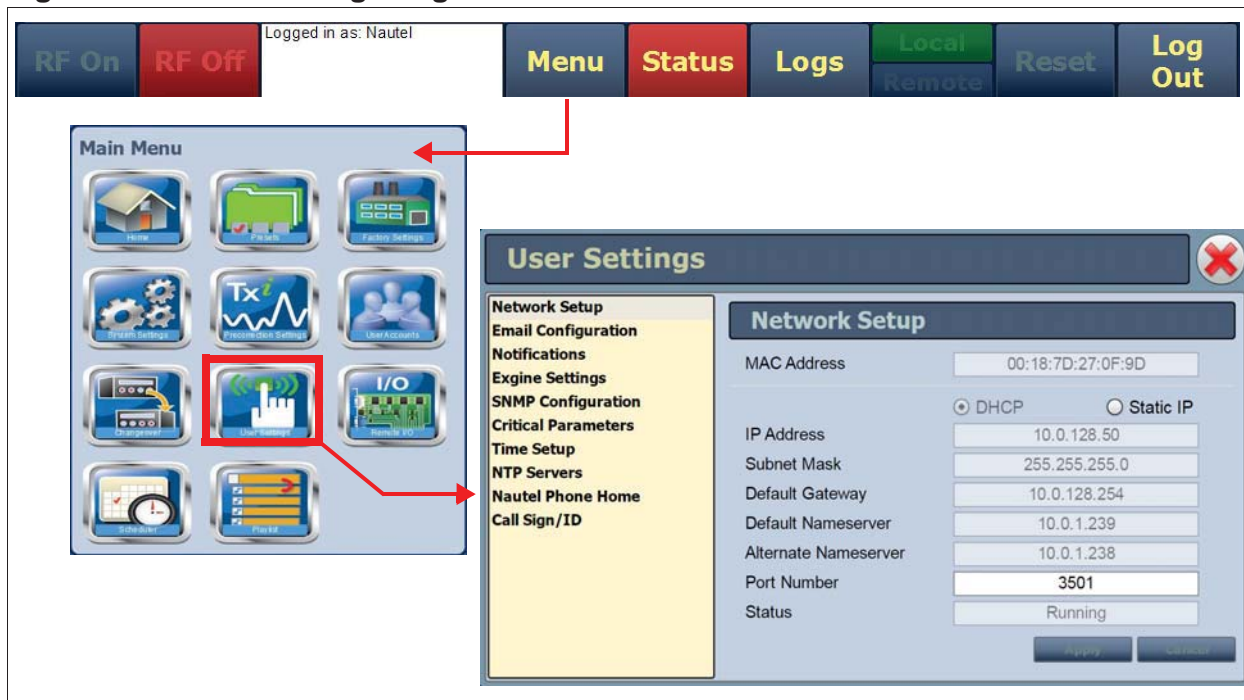 Logged in as: Nautel
RF On
RF Off
Menu
Status
Logs
Local
Remote
Reset
Log
Out
Main Menu
Home
Presets
Factory Settings
System Settings
Tx i
Preconnection Settings
User Accounts
Changeover
User Settings
I/O
Remote I/O
Scheduler
Playlist
User Settings
Network Setup
Email Configuration
Notifications
Exgine Settings
SNMP Configuration
Critical Parameters
Time Setup
NTP Servers
Nautel Phone Home
Call Sign/ID
Network Setup
MAC Address 00:18:7D:27:0F:9D
DHCP Static IP
IP Address 10.0.128.50
Subnet Mask 255.255.255.0
Default Gateway 10.0.128.254
Default Nameserver 10.0.1.239
Alternate Nameserver 10.0.1.238
Port Number 3501
Status Running
Apply Cancel